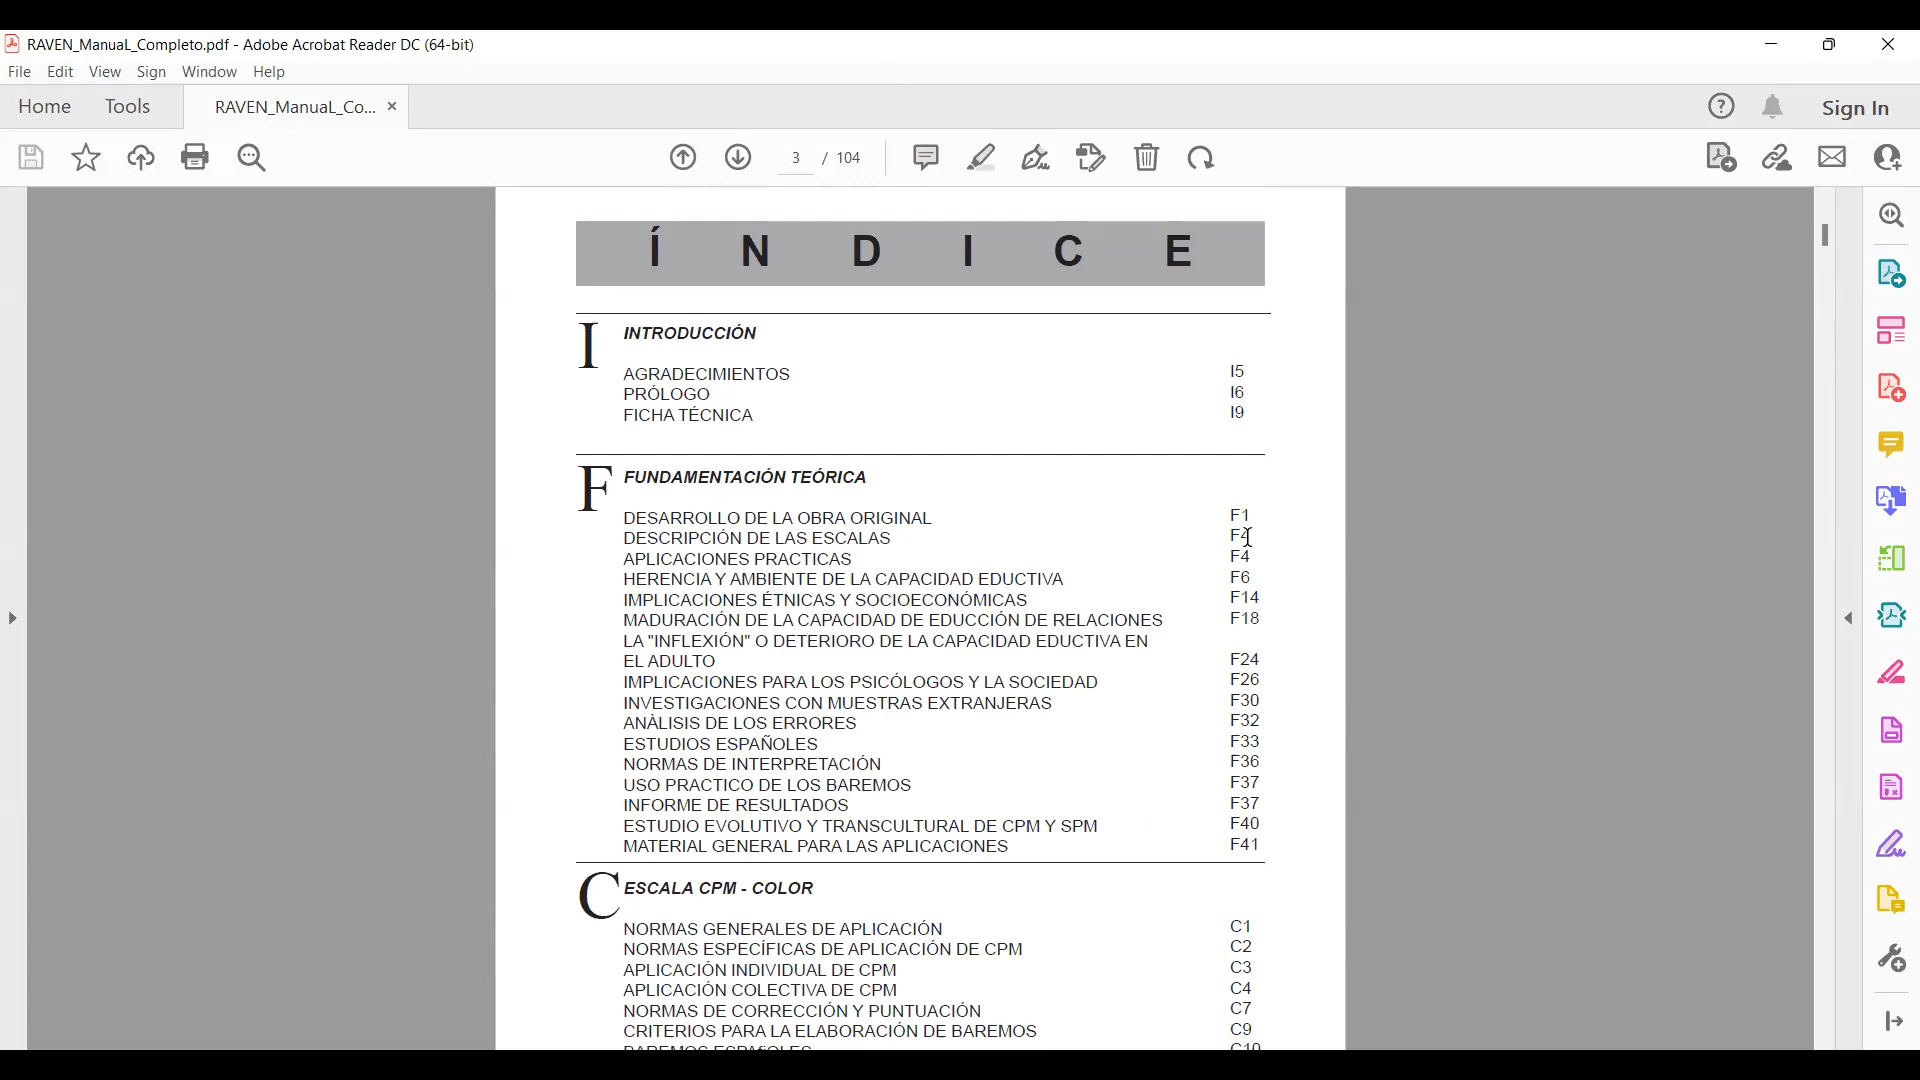 RAVEN_ManuaL_Completo.pdf - Adobe Acrobat Reader DC (64-bit)
File Edit View Sign Window Help
Home Tools RAVEN_ManuaL_Co... Sign In
3 / 104
ÍNDICE
I INTRODUCCIÓN
AGRADECIMIENTOS I5
PRÓLOGO I6
FICHA TÉCNICA I9
F FUNDAMENTACIÓN TEÓRICA
DESARROLLO DE LA OBRA ORIGINAL F1
DESCRIPCIÓN DE LAS ESCALAS
APLICACIONES PRACTICAS F4
HERENCIA Y AMBIENTE DE LA CAPACIDAD EDUCTIVA F6
IMPLICACIONES ÉTNICAS Y SOCIOECONÓMICAS F14
MADURACIÓN DE LA CAPACIDAD DE EDUCCIÓN DE RELACIONES F18
LA "INFLEXIÓN" O DETERIORO DE LA CAPACIDAD EDUCTIVA EN
EL ADULTO F24
IMPLICACIONES PARA LOS PSICÓLOGOS Y LA SOCIEDAD F26
INVESTIGACIONES CON MUESTRAS EXTRANJERAS F30
ANÀLISIS DE LOS ERRORES F32
ESTUDIOS ESPAÑOLES F33
NORMAS DE INTERPRETACIÓN F36
USO PRACTICO DE LOS BAREMOS F37
INFORME DE RESULTADOS F37
ESTUDIO EVOLUTIVO Y TRANSCULTURAL DE CPM Y SPM F40
MATERIAL GENERAL PARA LAS APLICACIONES F41
C ESCALA CPM - COLOR
NORMAS GENERALES DE APLICACIÓN C1
NORMAS ESPECÍFICAS DE APLICACIÓN DE CPM C2
APLICACIÓN INDIVIDUAL DE CPM C3
APLICACIÓN COLECTIVA DE CPM C4
NORMAS DE CORRECCIÓN Y PUNTUACIÓN C7
CRITERIOS PARA LA ELABORACIÓN DE BAREMOS C9